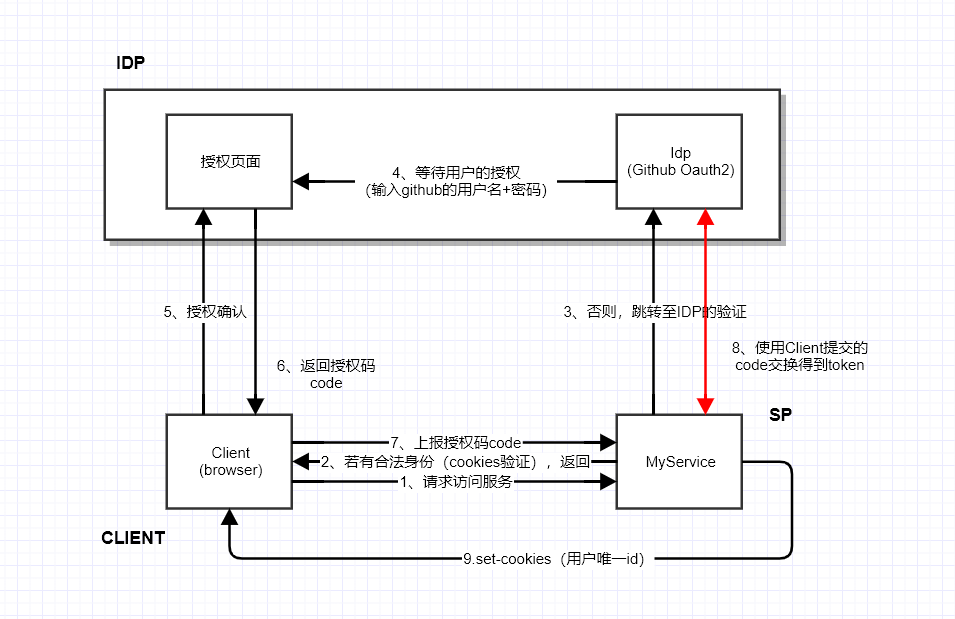 IDP
授权页面
4、等待用户的授权
(输入github的用户名+密码)
Idp
(Github Oauth2)
5、授权确认
3、否则，跳转至IDP的验证
6、返回授权码
code
8、使用Client提交的
code交换得到token
SP
Client
(browser)
7、上报授权码code
2、若有合法身份（cookies验证），返回
1、请求访问服务
MyService
CLIENT
9.set-cookies（用户唯一id）